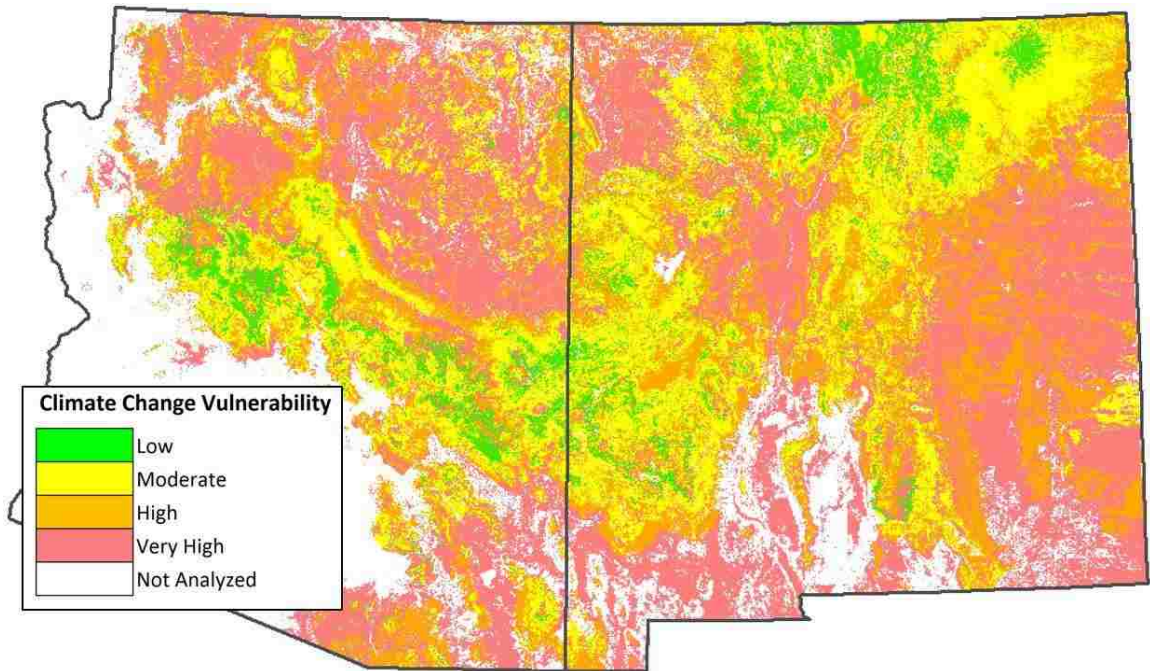 Climate Change Vulnerability
Low
Moderate
High
Very High
Not Analyzed